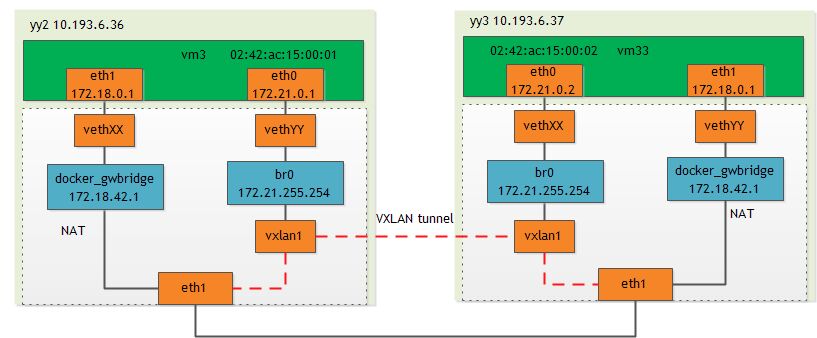 yy2 10.193.6.36
vm3 02:42:ac:15:00:01
eth1
172.18.0.1
eth0
172.21.0.1
vethXX
vethYY
docker_gwbridge
172.18.42.1
br0
172.21.255.254
NAT
vxlan1
eth1
VXLAN tunnel
yy3 10.193.6.37
02:42:ac:15:00:02 vm33
eth0
172.21.0.2
eth1
172.18.0.1
vethXX
vethYY
br0
172.21.255.254
docker_gwbridge
172.18.42.1
NAT
vxlan1
eth1